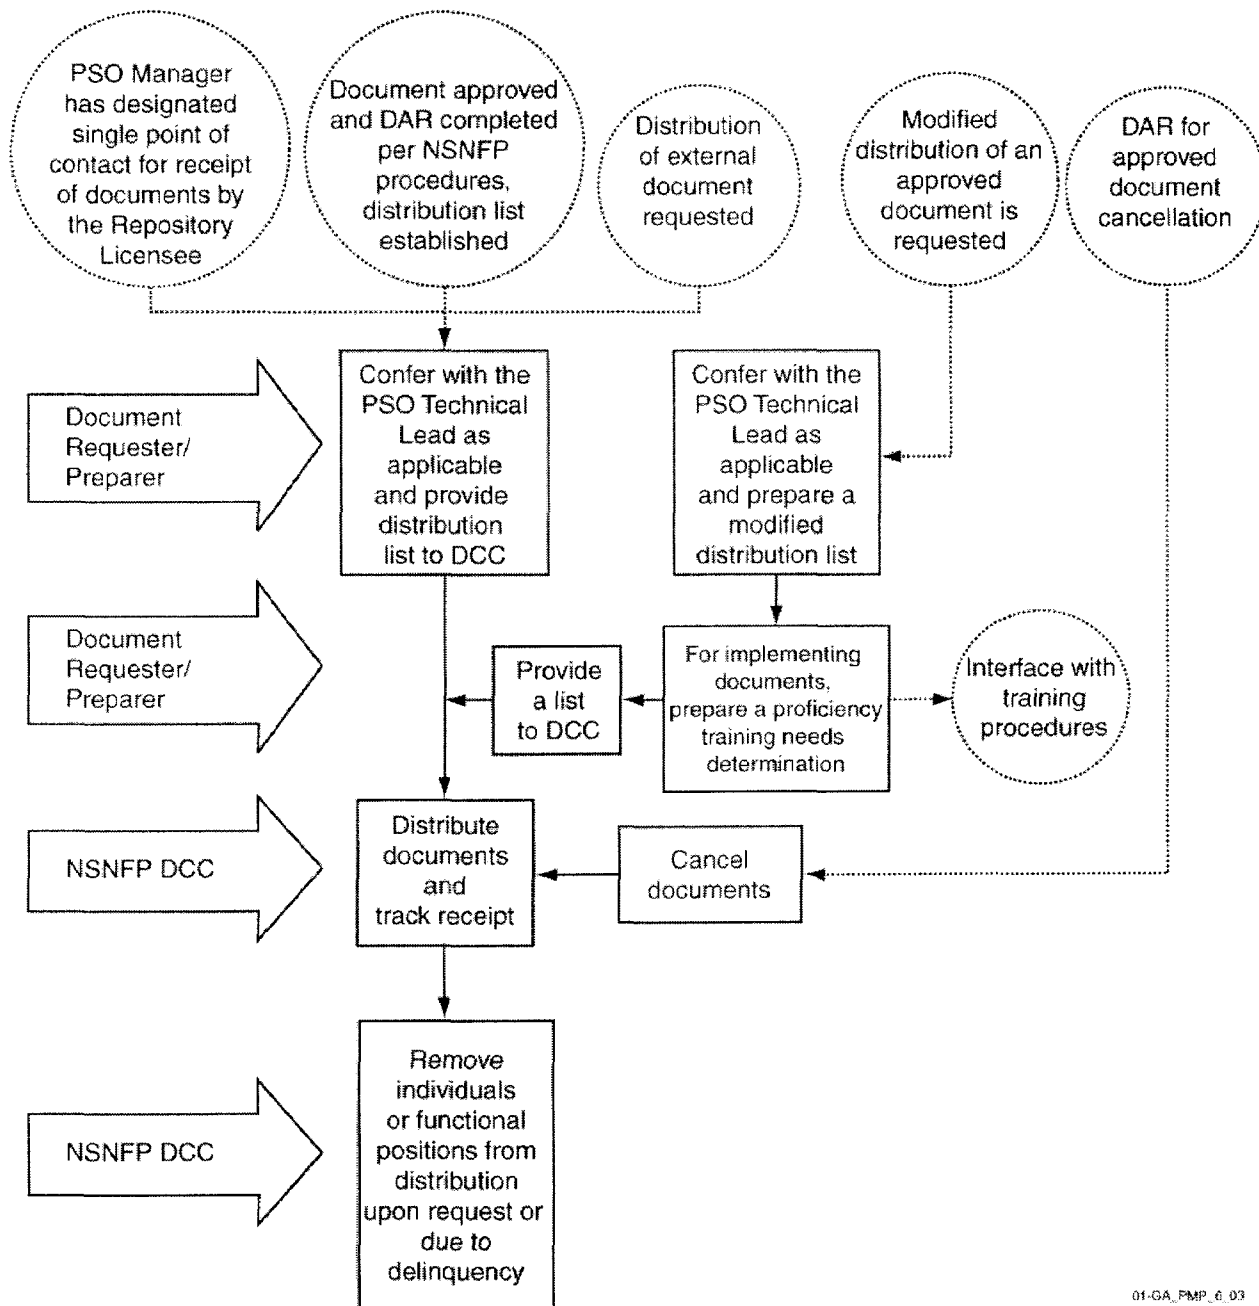 PSO Manager
has designated
single point of
contact for receipt
of documents by
the Repository
Licensee
Document approved
and DAR completed
per NSNFP
procedures,
distribution list
established
Distribution
of external
document
requested
Modified
distribution of an
approved
document is
requested
DAR for
approved
document
cancellation
Document
Requester/
Preparer
Confer with the
PSO Technical
Lead as
applicable
and provide
distribution
list to DCC
Confer with the
PSO Technical
Lead as
applicable
and prepare a
modified
distribution list
Document
Requester/
Preparer
Provide
a list
to DCC
For implementing
documents,
prepare a proficiency
training needs
determination
Interface with
training
procedures
NSNFP DCC
Distribute
documents
and
track receipt
Cancel
documents
NSNFP DCC
Remove
individuals
or functional
positions from
distribution
upon request or
due to
delinquency
01-GA_PMP_6_03